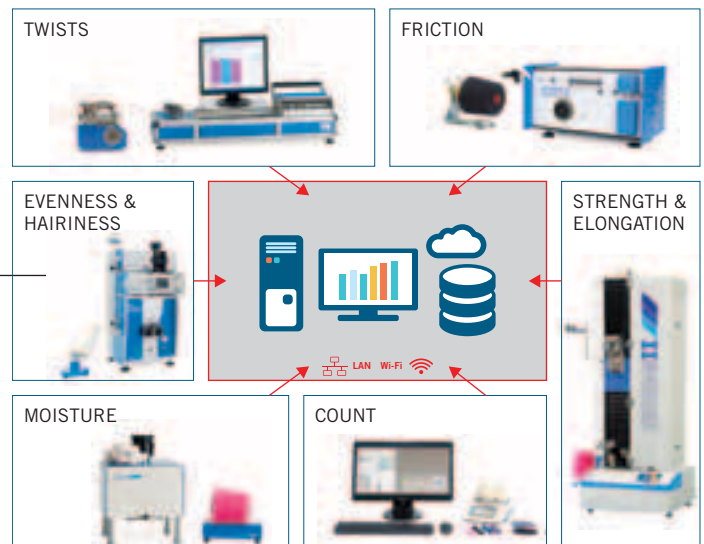 TWISTS
FRICTION
EVENNESS &
HAIRINESS
STRENGTH &
ELONGATION
LAN Wi-Fi
MOISTURE
COUNT